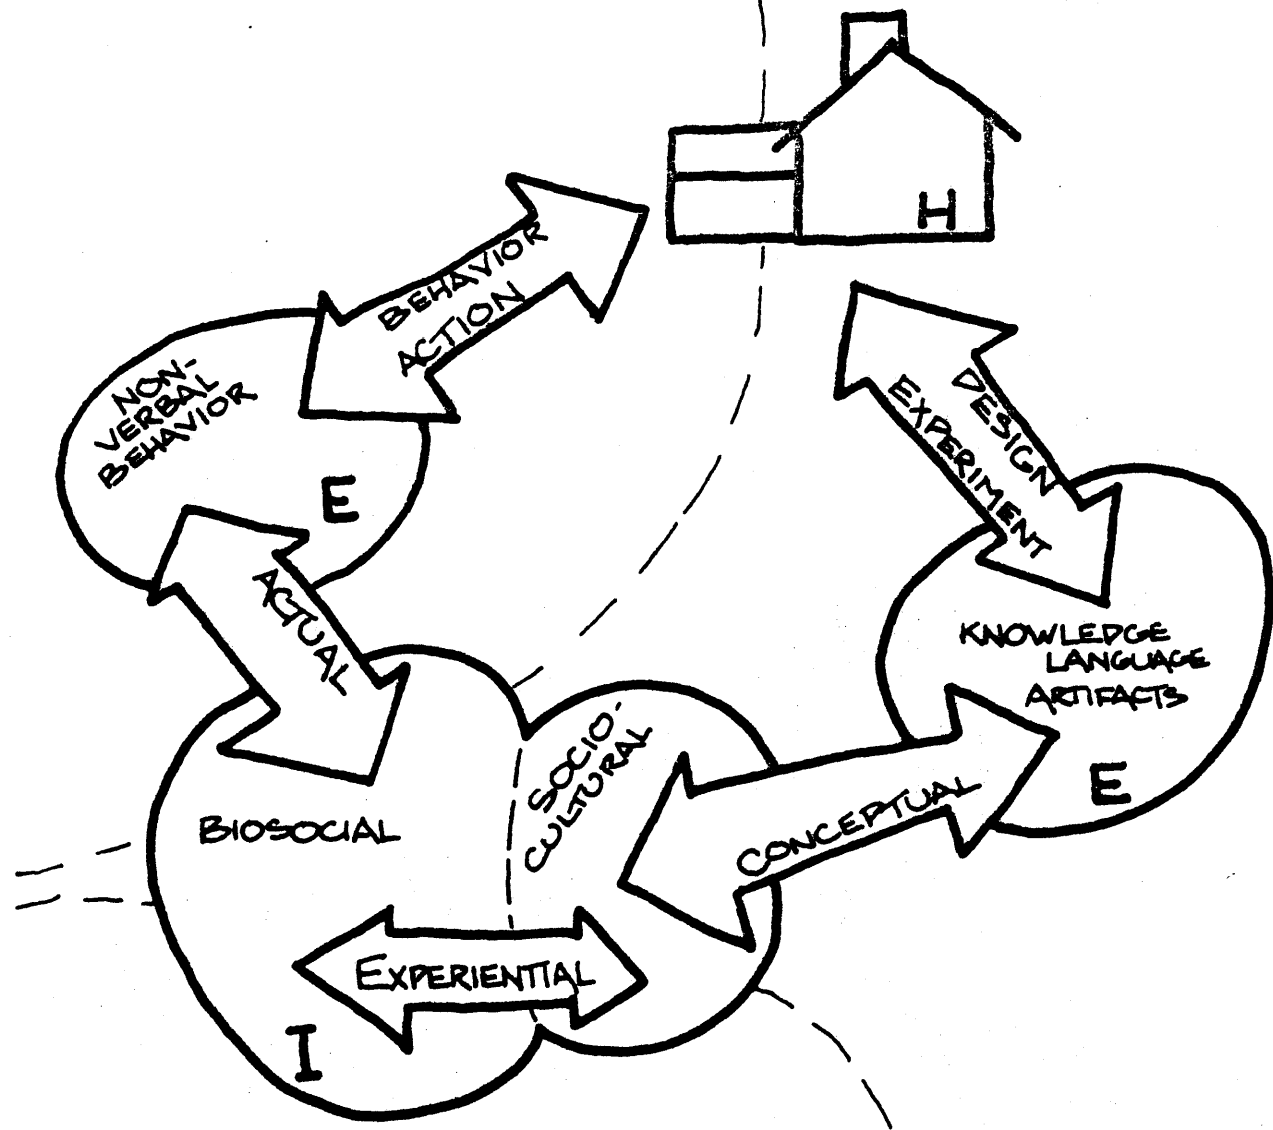 H
BEHAVIOR
ACTION
NON-
VERBAL
BEHAVIOR
E
DESIGN
EXPERIMENT
ACTUAL
KNOWLEDGE
LANGUAGE
ARTIFACTS
E
SOCIO-
CULTURAL
CONCEPTUAL
BIOSOCIAL
EXPERIENTIAL
I